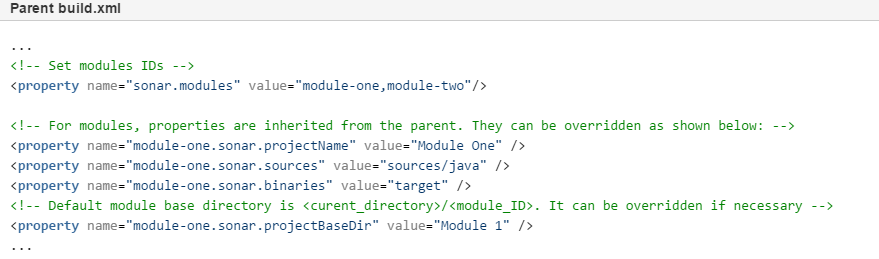 Parent build.xml
...
<!-- Set modules IDs -->
<property name="sonar.modules" value="module-one,module-two"/>
<!-- For modules, properties are inherited from the parent. They can be overridden as shown below: -->
<property name="module-one.sonar.projectName" value="Module One" />
<property name="module-one.sonar.sources" value="sources/java" />
<property name="module-one.sonar.binaries" value="target" />
<!-- Default module base directory is <curent_directory>/<module_ID>. It can be overridden if necessary -->
<property name="module-one.sonar.projectBaseDir" value="Module 1" />
...